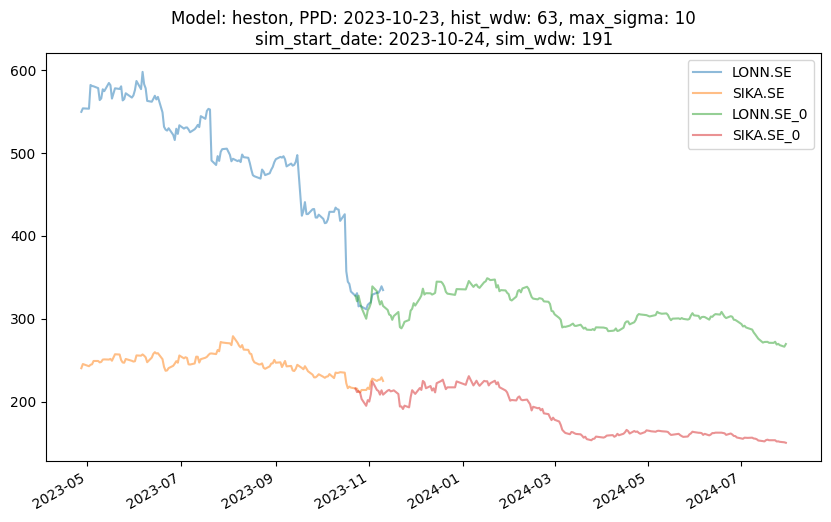 Model: heston, PPD: 2023-10-23, hist_wdw: 63, max_sigma: 10
sim_start_date: 2023-10-24, sim_wdw: 191
LONN.SE
SIKA.SE
LONN.SE_0
SIKA.SE_0
600
500
400
300
200
2023-05
2023-07
2023-09
2023-11
2024-01
2024-03
2024-05
2024-07